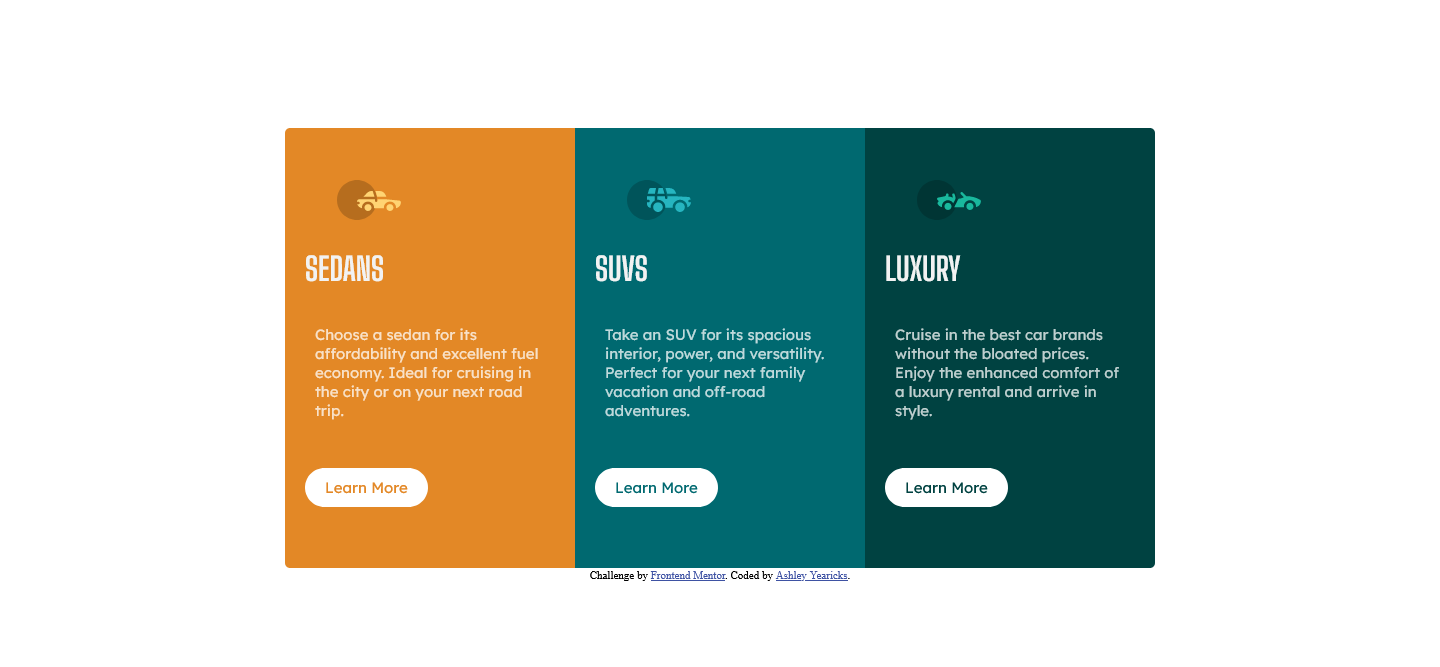 SEDANS
Choose a sedan for its
affordability and excellent fuel
economy. Ideal for cruising in
the city or on your next road
trip.
Learn More
SUVS
Take an SUV for its spacious
interior, power, and versatility.
Perfect for your next family
vacation and off-road
adventures.
Learn More
LUXURY
Cruise in the best car brands
without the bloated prices.
Enjoy the enhanced comfort of
a luxury rental and arrive in
style.
Learn More
Challenge by Frontend Mentor. Coded by Ashley Yearicks.